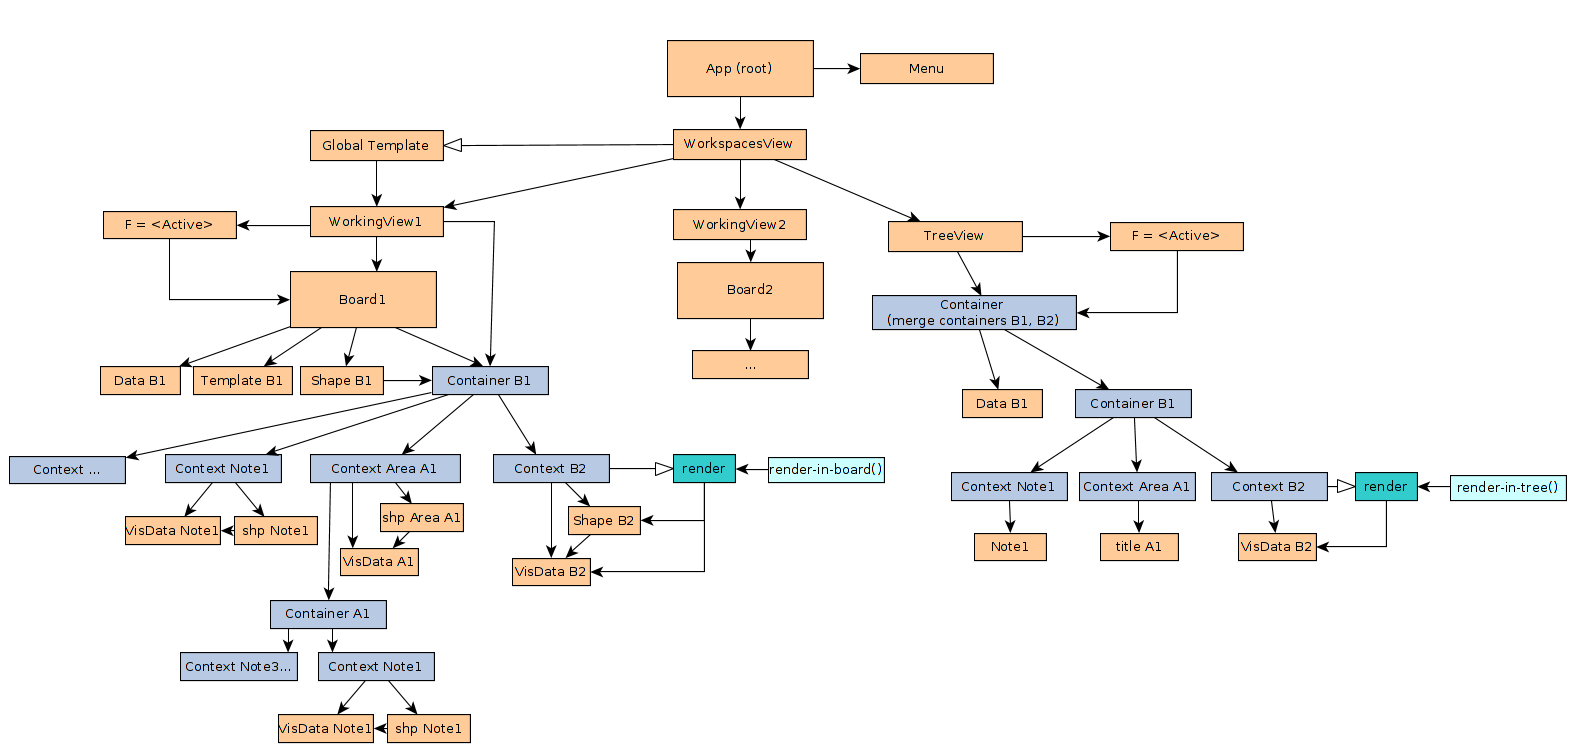 App (root)
Menu
Global Template
WorkspacesView
F = <Active>
WorkingView1
WorkingView2
TreeView
F = <Active>
Board1
Board2
Container
(merge containers B1, B2)
Data B1
Template B1
Shape B1
Container B1
...
Data B1
Container B1
Context ...
Context Note1
Context Area A1
Context B2
render
render-in-board()
Context Note1
Context Area A1
Context B2
render
render-in-tree()
VisData Note1
shp Note1
shp Area A1
Shape B2
VisData A1
VisData B2
Note1
title A1
VisData B2
Container A1
Context Note3...
Context Note1
VisData Note1
shp Note1